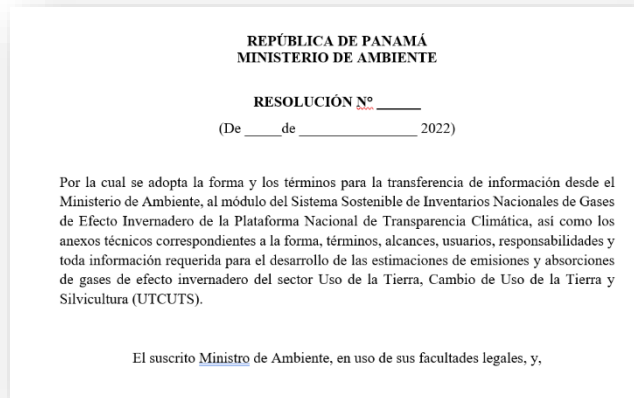 REPÚBLICA DE PANAMÁ
MINISTERIO DE AMBIENTE
RESOLUCIÓN Nº ______
(De _____de ________________ 2022)
Por la cual se adopta la forma y los términos para la transferencia de información desde el
Ministerio de Ambiente, al módulo del Sistema Sostenible de Inventarios Nacionales de Gases
de Efecto Invernadero de la Plataforma Nacional de Transparencia Climática, así como los
anexos técnicos correspondientes a la forma, términos, alcances, usuarios, responsabilidades y
toda información requerida para el desarrollo de las estimaciones de emisiones y absorciones
de gases de efecto invernadero del sector Uso de la Tierra, Cambio de Uso de la Tierra y
Silvicultura (UTCUTS).
El suscrito Ministro de Ambiente, en uso de sus facultades legales, y,